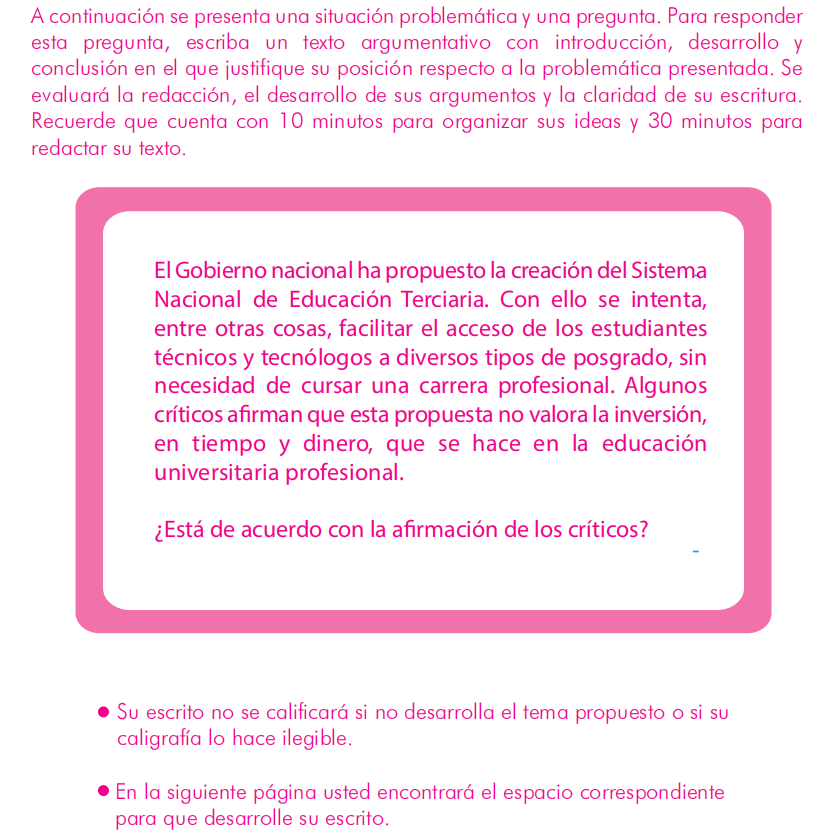 A continuación se presenta una situación problemática y una pregunta. Para responder
esta pregunta, escriba un texto argumentativo con introducción, desarrollo y
conclusión en el que justifique su posición respecto a la problemática presentada. Se
evaluará la redacción, el desarrollo de sus argumentos y la claridad de su escritura.
Recuerde que cuenta con 10 minutos para organizar sus ideas y 30 minutos para
redactar su texto.
El Gobierno nacional ha propuesto la creación del Sistema
Nacional de Educación Terciaria. Con ello se intenta,
entre otras cosas, facilitar el acceso de los estudiantes
técnicos y tecnólogos a diversos tipos de posgrado, sin
necesidad de cursar una carrera profesional. Algunos
críticos afirman que esta propuesta no valora la inversión,
en tiempo y dinero, que se hace en la educación
universitaria profesional.
¿Está de acuerdo con la afirmación de los críticos?
● Su escrito no se calificará si no desarrolla el tema propuesto o si su
caligrafía lo hace ilegible.
● En la siguiente página usted encontrará el espacio correspondiente
para que desarrolle su escrito.